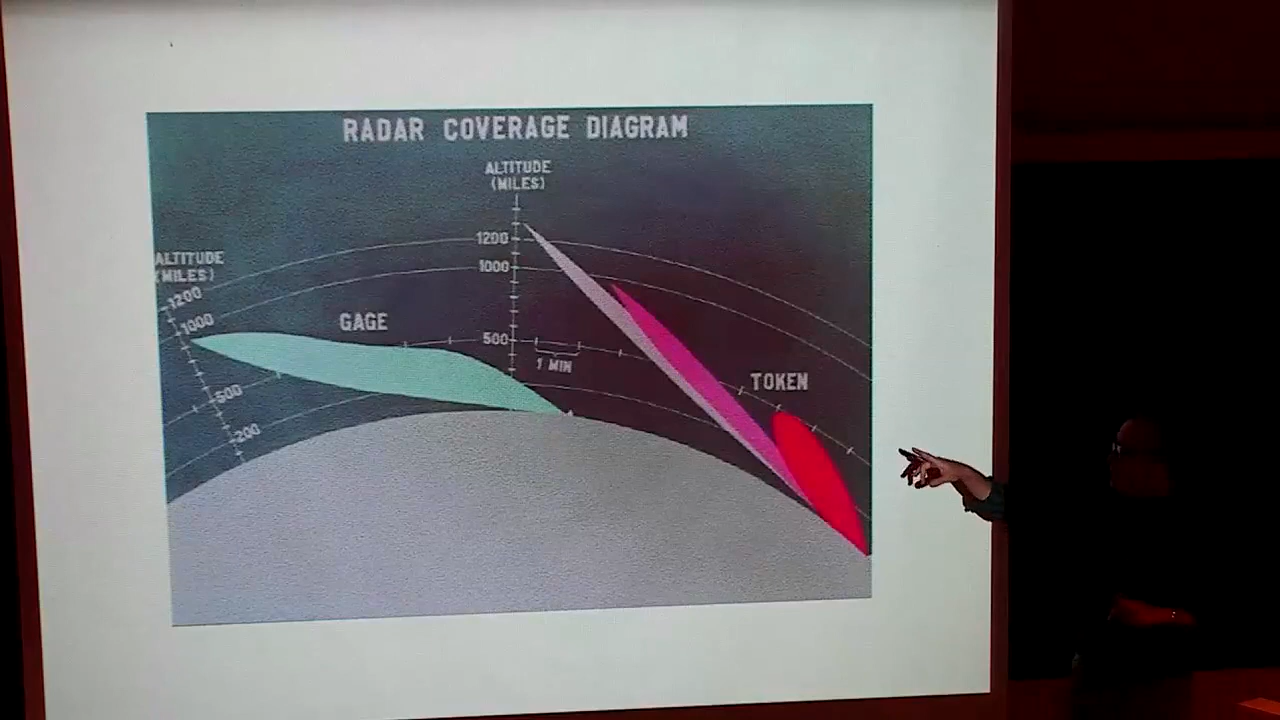 RADAR COVERAGE DIAGRAM
ALTITUDE
(MILES)
1200
1000
500
ALTITUDE
(MILES)
1200
1000
500
200
GAGE
1 MIN
TOKEN